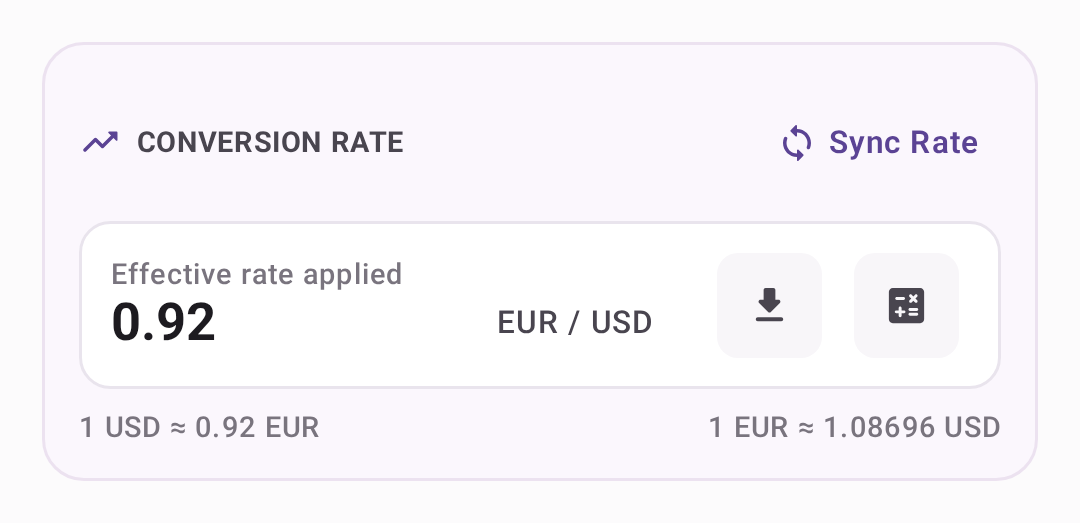 CONVERSION RATE
Sync Rate
Effective rate applied
0.92
EUR / USD
1 USD ≈ 0.92 EUR
1 EUR ≈ 1.08696 USD